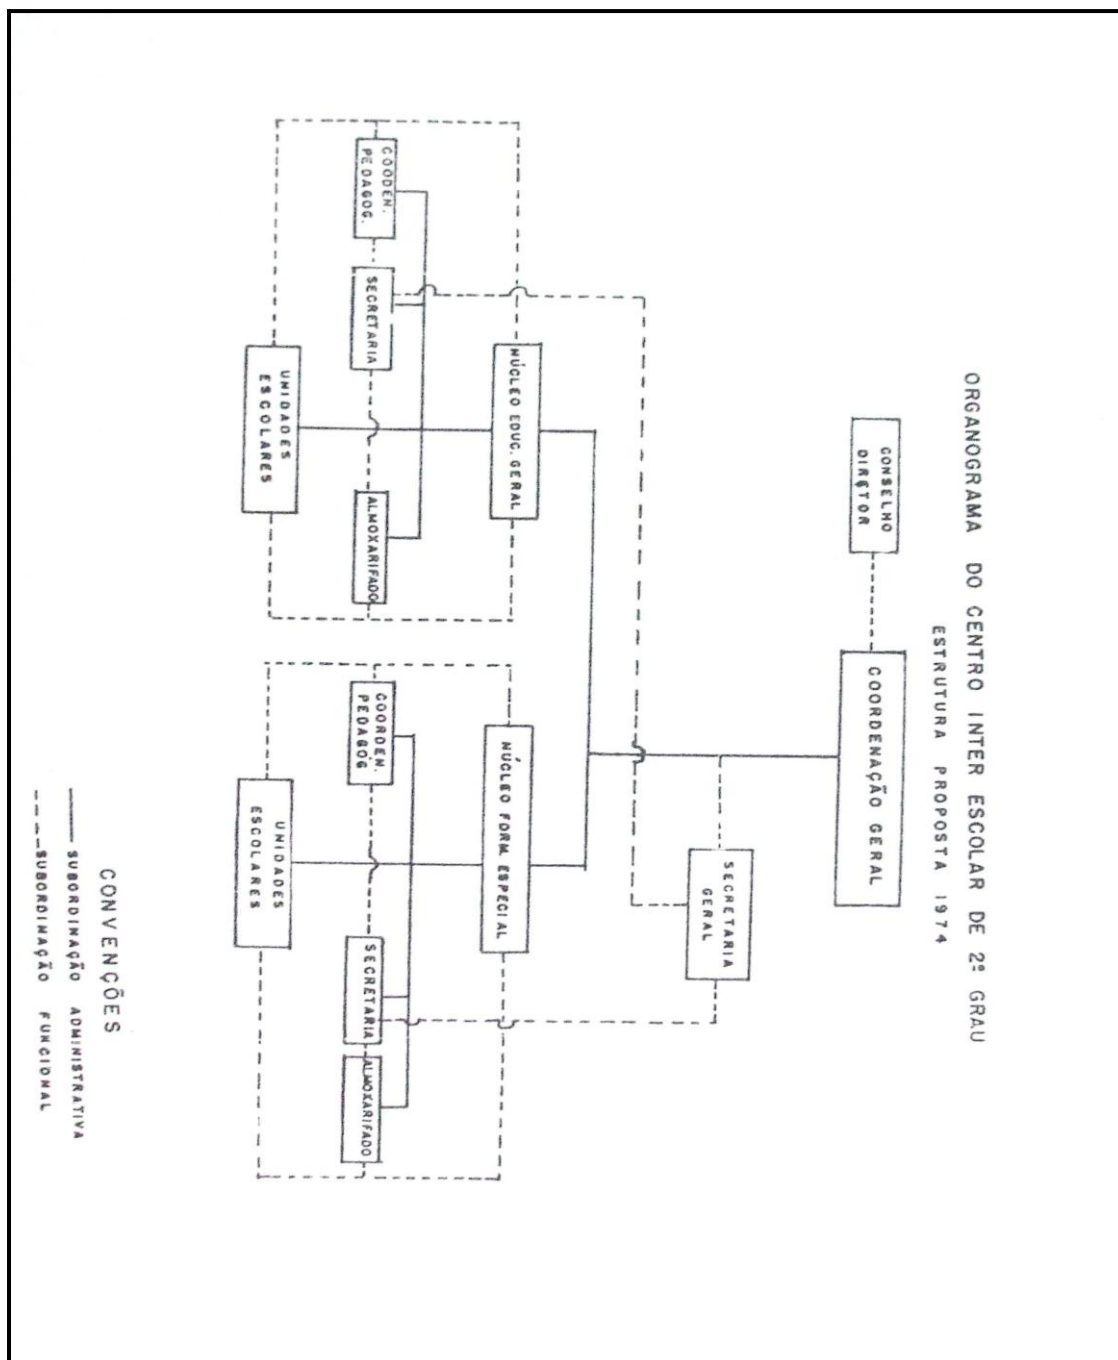 ORGANOGRAMA DO CENTRO INTER ESCOLAR DE 2º GRAU
ESTRUTURA PROPOSTA 1974
CONSELHO
DIRETOR
COORDENAÇÃO GERAL
SECRETARIA
GERAL
NÚCLEO EDUC. GERAL
NÚCLEO FORM. ESPECIAL
COODEN.
PEDAGOG.
SECRETARIA
ALMOXARIFADO
COORDEN.
PEDAGÓG
SECRETARIA
ALMOXARIFADO
UNIDADES
ESCOLARES
UNIDADES
ESCOLARES
CONVENÇÕES
SUBORDINAÇÃO ADMINISTRATIVA
SUBORDINAÇÃO FUNCIONAL